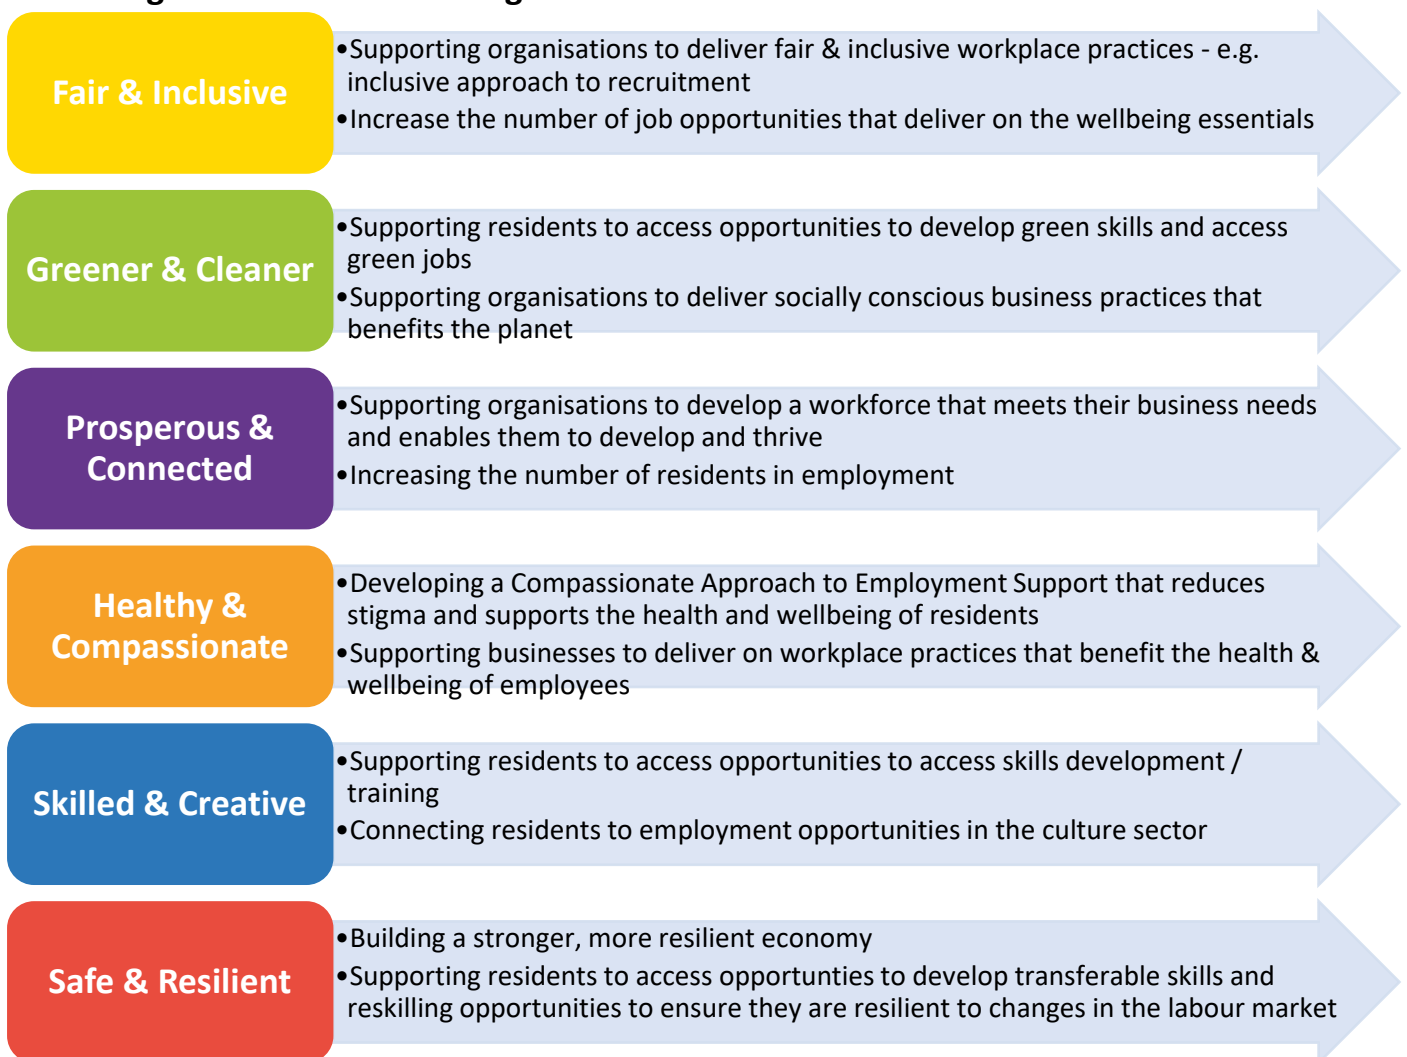 Fair & Inclusive
•Supporting organisations to deliver fair & inclusive workplace practices - e.g.
inclusive approach to recruitment
•Increase the number of job opportunities that deliver on the wellbeing essentials
Greener & Cleaner
•Supporting residents to access opportunities to develop green skills and access
green jobs
•Supporting organisations to deliver socially conscious business practices that
benefits the planet
Prosperous &
Connected
•Supporting organisations to develop a workforce that meets their business needs
and enables them to develop and thrive
•Increasing the number of residents in employment
Healthy &
Compassionate
•Developing a Compassionate Approach to Employment Support that reduces
stigma and supports the health and wellbeing of residents
•Supporting businesses to deliver on workplace practices that benefit the health &
wellbeing of employees
Skilled & Creative
•Supporting residents to access opportunities to access skills development /
training
•Connecting residents to employment opportunities in the culture sector
Safe & Resilient
•Building a stronger, more resilient economy
•Supporting residents to access opportunties to develop transferable skills and
reskilling opportunities to ensure they are resilient to changes in the labour market